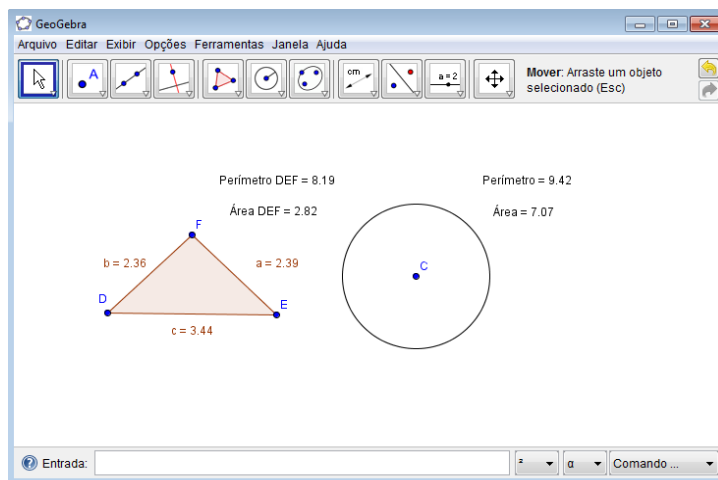 GeoGebra
Arquivo Editar Exibir Opções Ferramentas Janela Ajuda
A
cm
a = 2
Mover: Arraste um objeto
selecionado (Esc)
Perímetro DEF = 8.19
Perímetro = 9.42
Área DEF = 2.82
Área = 7.07
F
b = 2.36
a = 2.39
C
D
E
c = 3.44
Entrada:
²
α
Comando ...